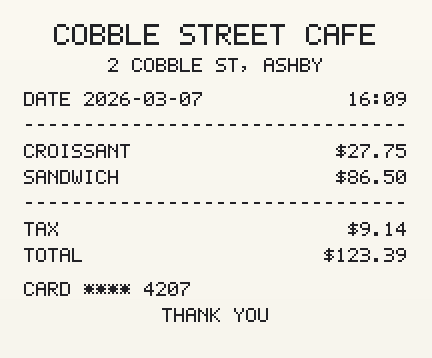 COBBLE STREET CAFE
2 COBBLE ST, ASHBY
DATE 2026-03-07 16:09
CROISSANT $27.75
SANDWICH $86.50
TAX $9.14
TOTAL $123.39
CARD **** 4207
THANK YOU